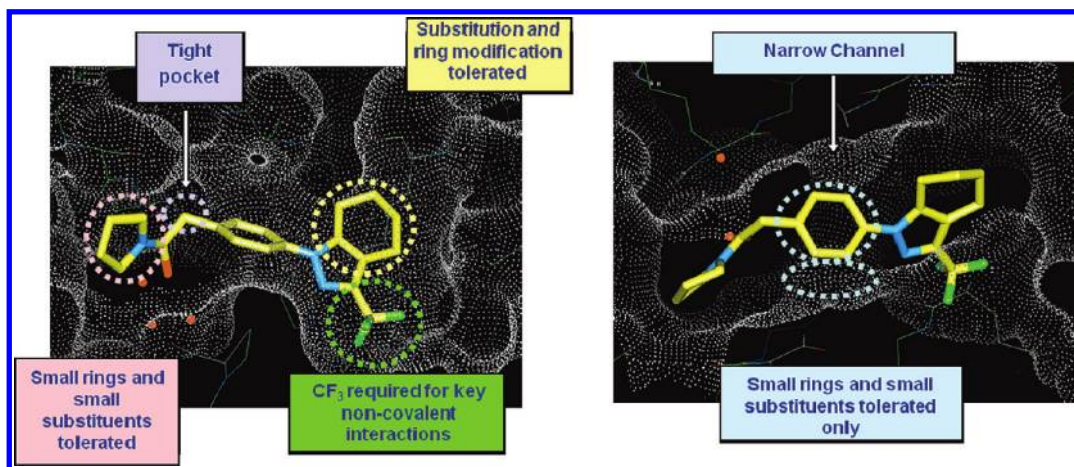 Tight
pocket
Substitution and
ring modification
tolerated
Small rings and
small
substituents
tolerated
CF₃ required for key
non-covalent
interactions
Narrow Channel
Small rings and small
substituents tolerated
only